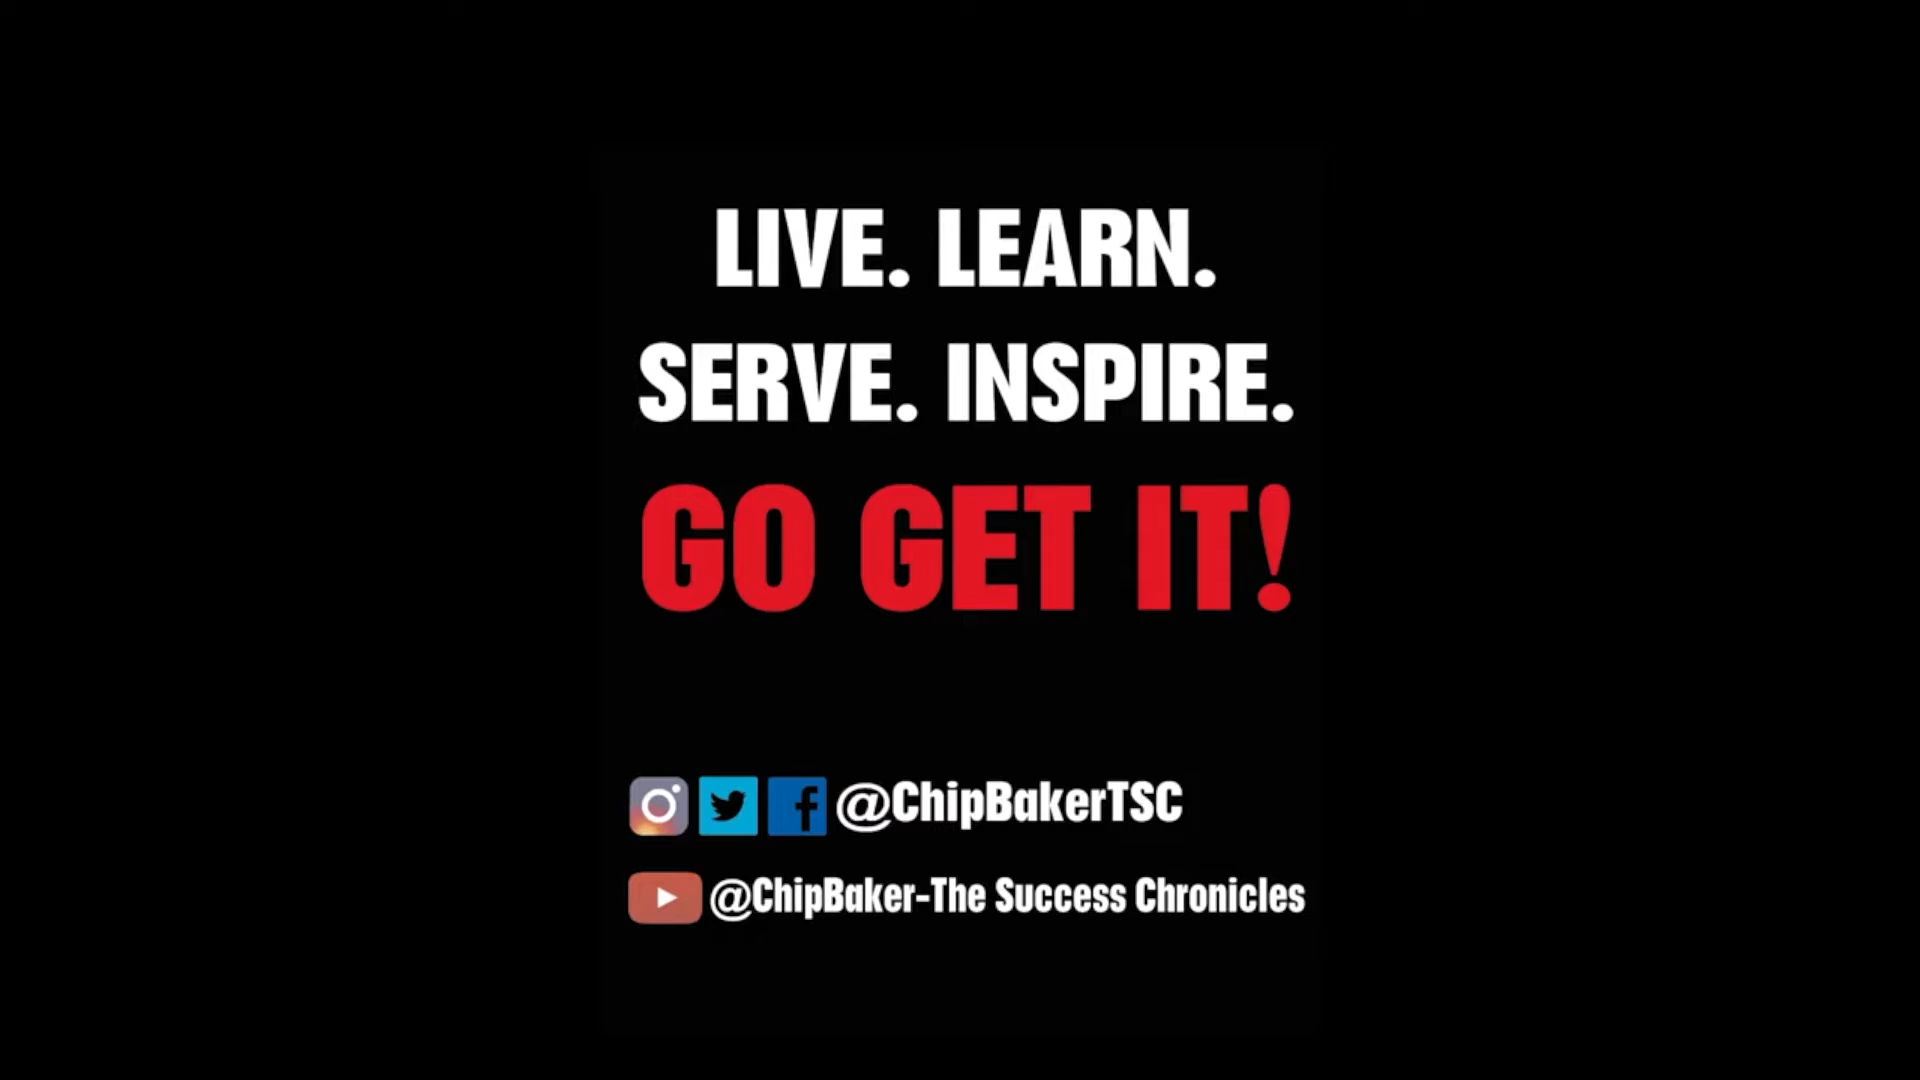 LIVE. LEARN.
SERVE. INSPIRE.
GO GET IT!
@ChipBakerTSC
@ChipBaker-The Success Chronicles